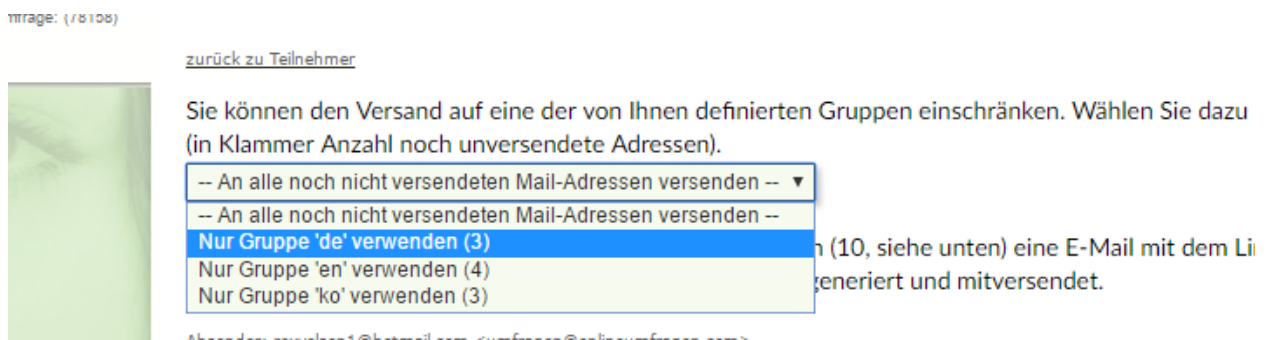 (78158)
zurück zu Teilnehmer
Sie können den Versand auf eine der von Ihnen definierten Gruppen einschränken. Wählen Sie dazu
(in Klammer Anzahl noch unversendete Adressen).
-- An alle noch nicht versendeten Mail-Adressen versenden -- ▼
-- An alle noch nicht versendeten Mail-Adressen versenden --
Nur Gruppe 'de' verwenden (3)
(10, siehe unten) eine E-Mail mit dem
Nur Gruppe 'en' verwenden (4)
generiert und mitversendet.
Nur Gruppe 'ko' verwenden (3)